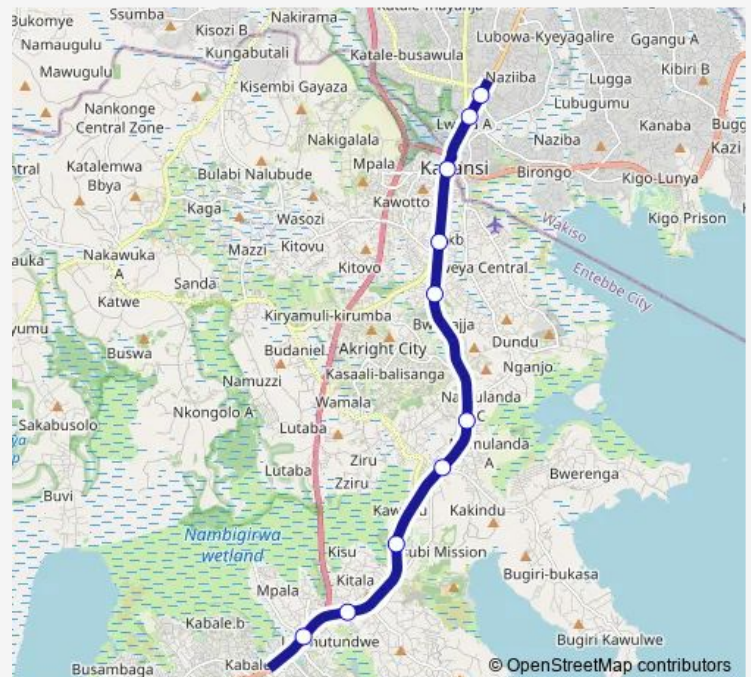 Katale-mayanja
Bukomye
Ssumba
Nakirama
Kisozi B
Lubowa-Kyeyagalire
Ggangu A
Namaugulu
Kungabutali
Katale-busawula
Mawugulu
Kisembi Gayaza
Naziiba
Lugga
Kibiri B
Nankonge
Central Zone
Lubugumu
Nakigalala
Naziba
Kanaba
Mpala
Katalemwa
Bbya
Bulabi Nalubude
Birongo
Kigo-Lunya
Kaga
Kawotto
Wasozi
Kigo Prison
Wakiso
Entebbe City
Nakawuka
A
Mazzi
Kitovu
Kitovo
Sanda
Katwe
Kiryamuli-kirumba
Dundu
Buswa
Akright City
Nganjo
Namuzzi
Kasaali-balisanga
Wamala
Nkongolo A
Sakabusolo
Lutaba
Lutaba
Ziru
Zziru
A
Bwerenga
Buvi
Kakindu
Nambigirwa
wetland
Kisu
Kitala
Bugiri-bukasa
Mpala
Kabale.b
Bugiri Kawulwe
Busambaga
© OpenStreetMap contributors